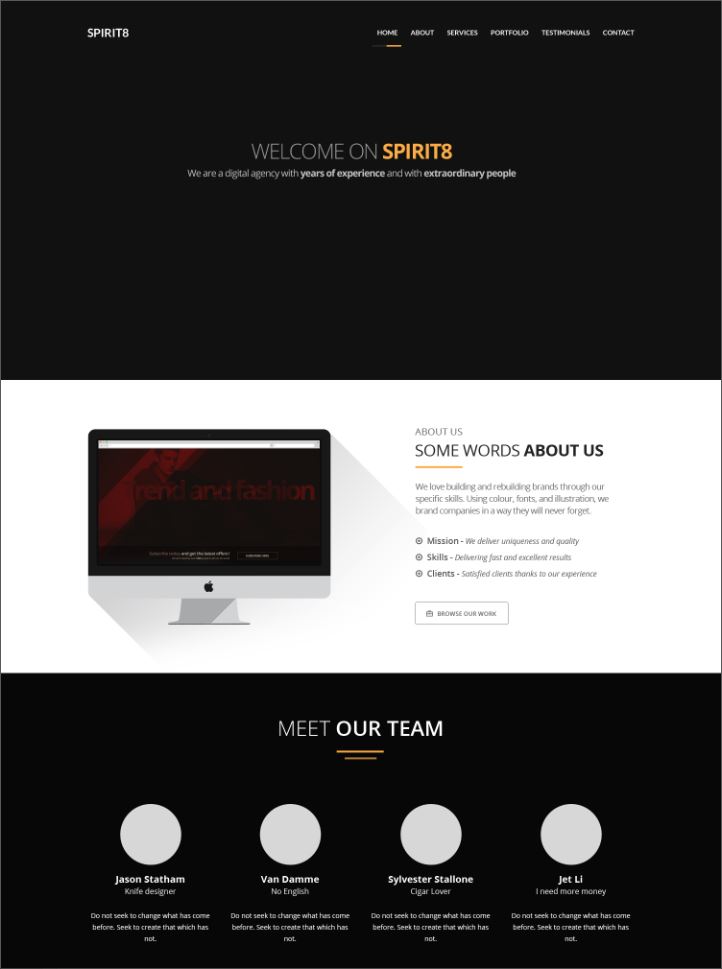 SPIRIT8
HOME ABOUT SERVICES PORTFOLIO TESTIMONIALS CONTACT
WELCOME ON SPIRIT8
We are a digital agency with years of experience and with extraordinary people
Trend and fashion
and get the latest offers!
SUBSCRIBE HERE
ABOUT US
SOME WORDS ABOUT US
We love building and rebuilding brands through our
specific skills. Using colour, fonts, and illustration, we
brand companies in a way they will never forget.
Mission - We deliver uniqueness and quality
Skills - Delivering fast and excellent results
Clients - Satisfied clients thanks to our experience
BROWSE OUR WORK
MEET OUR TEAM
Jason Statham
Knife designer
Do not seek to change what has come
before. Seek to create that which has
not.
Van Damme
No English
Do not seek to change what has come
before. Seek to create that which has
not.
Sylvester Stallone
Cigar Lover
Do not seek to change what has come
before. Seek to create that which has
not.
Jet Li
I need more money
Do not seek to change what has come
before. Seek to create that which has
not.